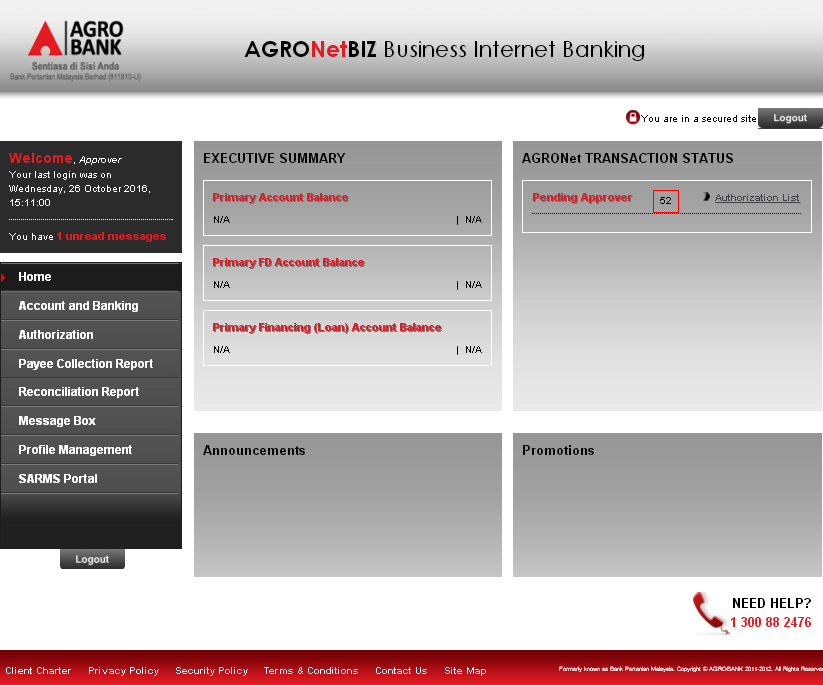 AGRO
BANK
Sentiasa di Sisi Anda
Bank Pertanian Malaysia Berhad (811810-U)
AGRONetBIZ Business Internet Banking
You are in a secured site
Logout
Welcome, Approver
Your last login was on
Wednesday, 26 October 2016,
15:11:00
You have 1 unread messages
Home
Account and Banking
Authorization
Payee Collection Report
Reconciliation Report
Message Box
Profile Management
SARMS Portal
Logout
EXECUTIVE SUMMARY
Primary Account Balance
N/A | N/A
Primary FD Account Balance
N/A | N/A
Primary Financing (Loan) Account Balance
N/A | N/A
AGRONet TRANSACTION STATUS
Pending Approver 52 Authorization List
Announcements
Promotions
NEED HELP?
1 300 88 2476
Client Charter Privacy Policy Security Policy Terms & Conditions Contact Us Site Map
Formerly known as Bank Pertanian Malaysia. Copyright © AGROBANK 2011-2012. All Rights Reserve